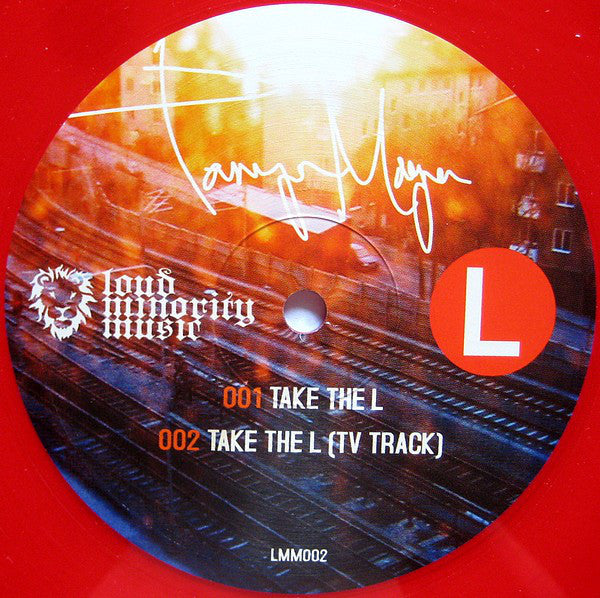 loud
minority
music
L
001 TAKE THE L
002 TAKE THE L (TV TRACK)
LMM002